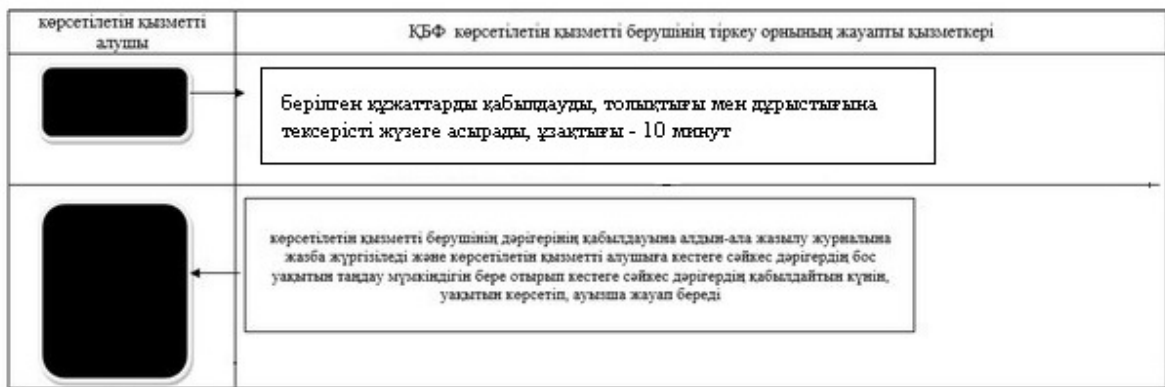 көрсетілетін қызметті
алушы
ҚБФ көрсетілетін қызметті берушінің тіркеу орнының жауапты қызметкері
берілген құжаттарды қабылдауды, толықтығы мен дұрыстығына
тексерісті жүзеге асырады, ұзақтығы - 10 минут
көрсетілетін қызметті берушінің дәрігерінің қабылдауына алдын-ала жазылу журналына
жазба жүргізіледі және көрсетілетін қызметті алушыға кестеге сәйкес дәрігердің бос
уақытын таңдау мүмкіндігін бере отырып кестеге сәйкес дәрігердің қабылдайтын күнін,
уақытын көрсетіп, ауызша жауап береді